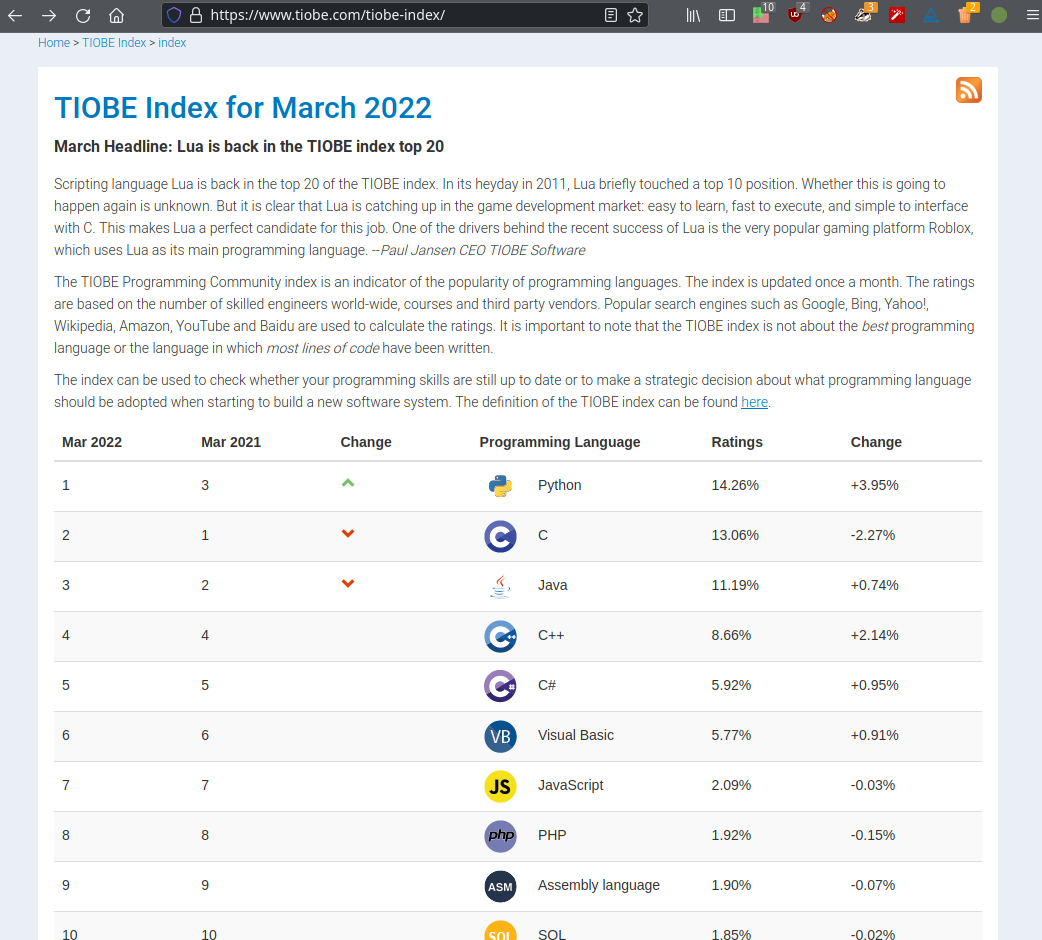 https://www.tiobe.com/tiobe-index/
10
4
3
2
Home > TIOBE Index > index
TIOBE Index for March 2022
March Headline: Lua is back in the TIOBE index top 20
Scripting language Lua is back in the top 20 of the TIOBE index. In its heyday in 2011, Lua briefly touched a top 10 position. Whether this is going to
happen again is unknown. But it is clear that Lua is catching up in the game development market: easy to learn, fast to execute, and simple to interface
with C. This makes Lua a perfect candidate for this job. One of the drivers behind the recent success of Lua is the very popular gaming platform Roblox,
which uses Lua as its main programming language. --Paul Jansen CEO TIOBE Software
The TIOBE Programming Community index is an indicator of the popularity of programming languages. The index is updated once a month. The ratings
are based on the number of skilled engineers world-wide, courses and third party vendors. Popular search engines such as Google, Bing, Yahoo!,
Wikipedia, Amazon, YouTube and Baidu are used to calculate the ratings. It is important to note that the TIOBE index is not about the best programming
language or the language in which most lines of code have been written.
The index can be used to check whether your programming skills are still up to date or to make a strategic decision about what programming language
should be adopted when starting to build a new software system. The definition of the TIOBE index can be found here.
Mar 2022 Mar 2021 Change Programming Language Ratings Change
1 3 Python 14.26% +3.95%
2 1 C C 13.06% -2.27%
3 2 Java 11.19% +0.74%
4 4 C++ C++ 8.66% +2.14%
5 5 C# C# 5.92% +0.95%
6 6 VB Visual Basic 5.77% +0.91%
7 7 JS JavaScript 2.09% -0.03%
8 8 php PHP 1.92% -0.15%
9 9 ASM Assembly language 1.90% -0.07%
10 10 SQL SQL 1.85% -0.02%